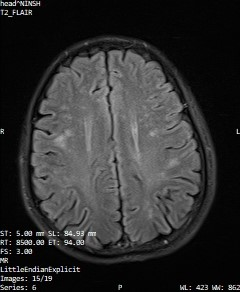 head^NINSH
T2_FLAIR
R
L
ST: 5.00 mm SL: 84.93 mm
RT: 8500.00 ET: 94.00
FS: 3.00
MR
LittleEndianExplicit
Images: 15/19
Series: 6
P
WL: 423 WW: 862